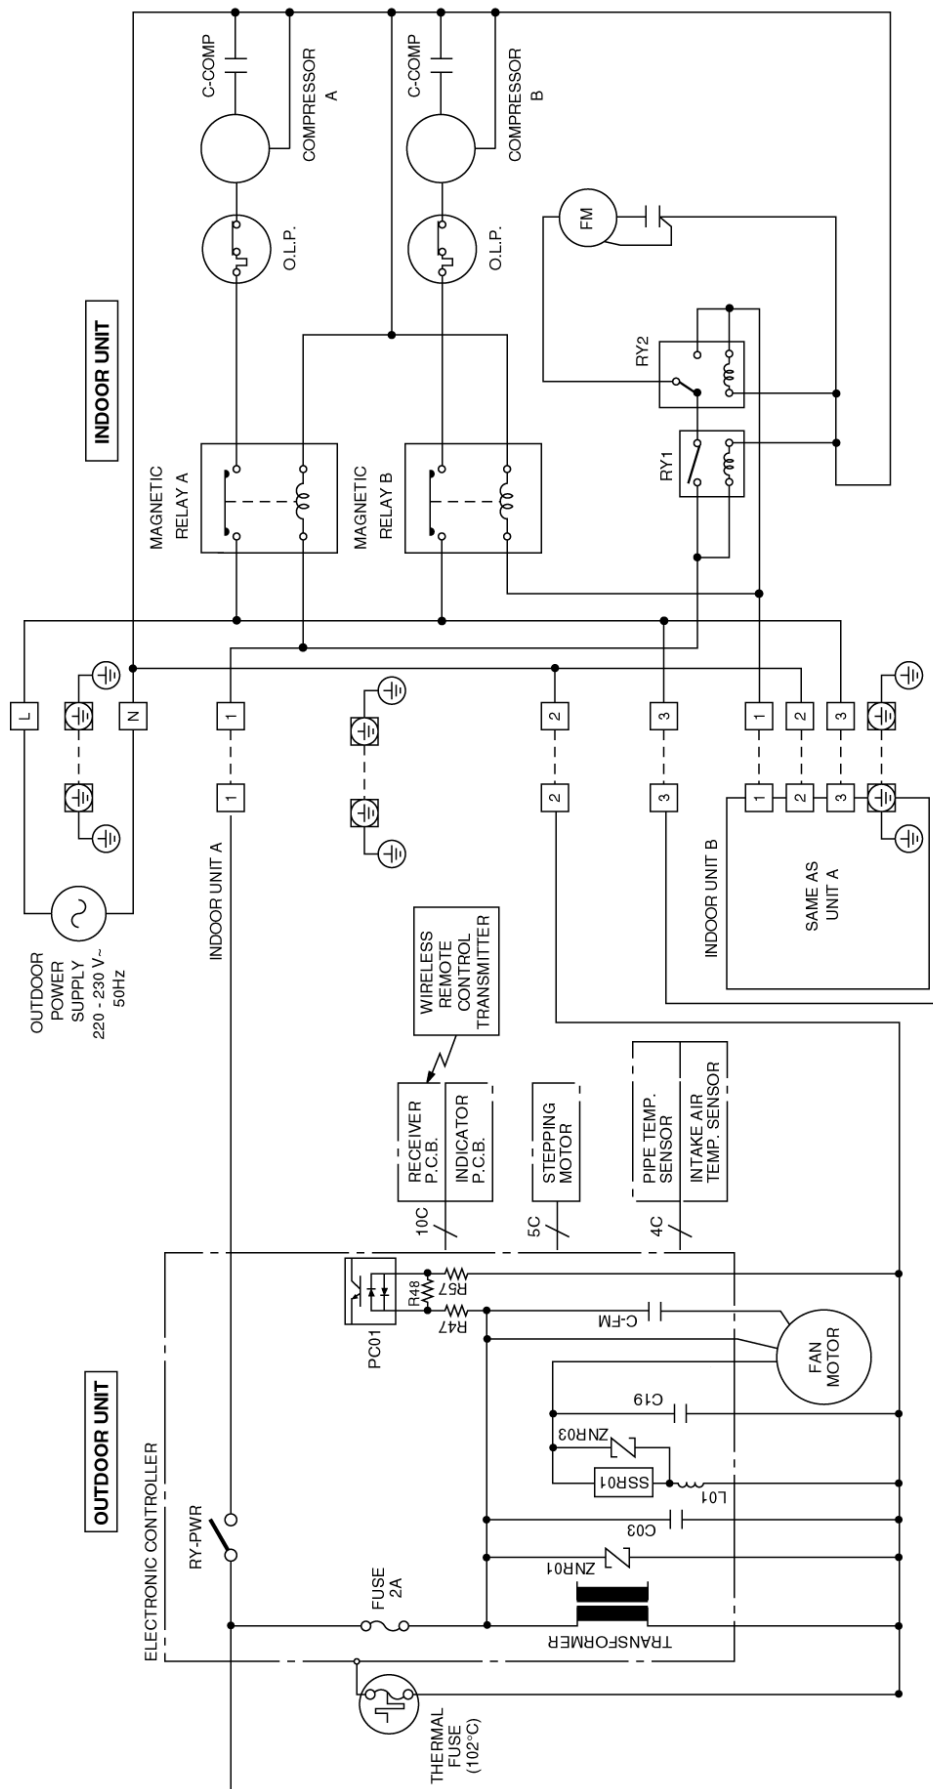 OUTDOOR UNIT
INDOOR UNIT
ELECTRONIC CONTROLLER
RY-PWR
THERMAL
FUSE
(102°C)
FUSE
2A
TRANSFORMER
ZNR01
C03
L01
SSR01
ZNR03
C19
FAN
MOTOR
C-FM
PC01
R47
R48
R57
10C
RECEIVER
P.C.B.
INDICATOR
P.C.B.
WIRELESS
REMOTE
CONTROL
TRANSMITTER
5C
STEPPING
MOTOR
4C
PIPE TEMP.
SENSOR
INTAKE AIR
TEMP. SENSOR
OUTDOOR
POWER
SUPPLY
220 - 230 V~
50Hz
L
N
INDOOR UNIT A
1
1
2
2
3
3
INDOOR UNIT B
SAME AS
UNIT A
1
1
2
2
3
3
MAGNETIC
RELAY A
O.L.P.
COMPRESSOR
A
C-COMP
MAGNETIC
RELAY B
O.L.P.
COMPRESSOR
B
C-COMP
RY1
RY2
FM